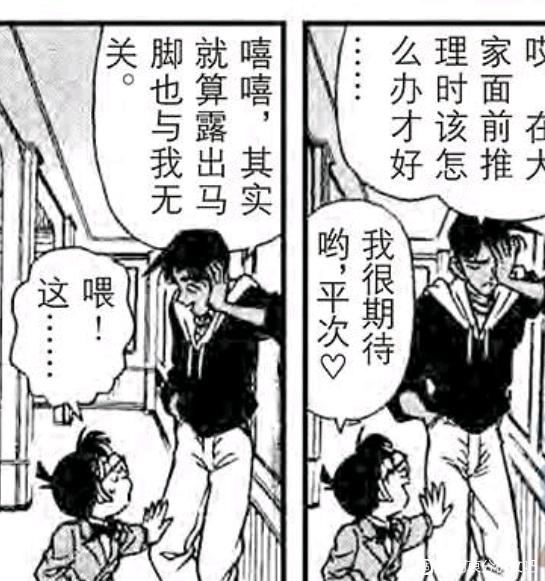 哎……在大
家面前推
理时该怎
么办才好
……
我很期待
哟,平次♡
嘻嘻，其实
就算露出马
脚也与我无
关。
喂！
这……